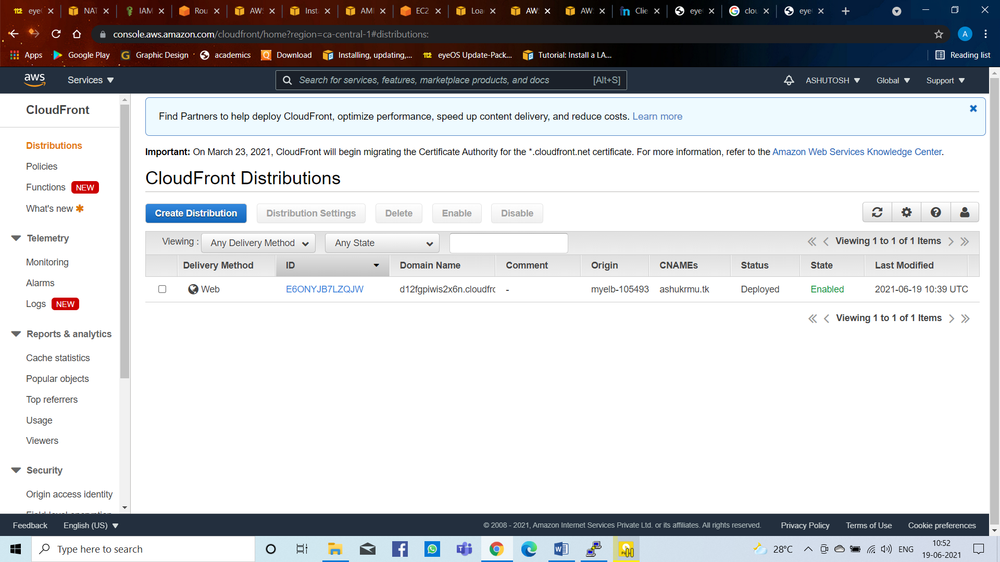 eye
NAT
IAM
Rou
AWS
Inst
AMI
EC2
Loa
AWS
AWS
Clie
eye
clou
eye
console.aws.amazon.com/cloudfront/home?region=ca-central-1#distributions:
A
Apps
Google Play
Graphic Design
academics
Download
Installing, updating,...
eyeOS Update-Pack...
Tutorial: Install a LA...
Reading list
aws
Services
Search for services, features, marketplace products, and docs [Alt+S]
ASHUTOSH
Global
Support
CloudFront
Distributions
Policies
Functions NEW
What's new
Telemetry
Monitoring
Alarms
Logs NEW
Reports & analytics
Cache statistics
Popular objects
Top referrers
Usage
Viewers
Security
Origin access identity
Field-level encryption
Find Partners to help deploy CloudFront, optimize performance, speed up content delivery, and reduce costs. Learn more
Important: On March 23, 2021, CloudFront will begin migrating the Certificate Authority for the *.cloudfront.net certificate. For more information, refer to the Amazon Web Services Knowledge Center.
CloudFront Distributions
Create Distribution
Distribution Settings
Delete
Enable
Disable
Viewing : Any Delivery Method Any State
Viewing 1 to 1 of 1 Items
Delivery Method ID Domain Name Comment Origin CNAMEs Status State Last Modified
Web E6ONYJB7LZQJW d12fgpiwis2x6n.cloudfrc - myelb-105493 ashukrmu.tk Deployed Enabled 2021-06-19 10:39 UTC
Viewing 1 to 1 of 1 Items
Feedback
English (US)
© 2008 - 2021, Amazon Internet Services Private Ltd. or its affiliates. All rights reserved.
Privacy Policy
Terms of Use
Cookie preferences
Type here to search
28°C
ENG
10:52
19-06-2021